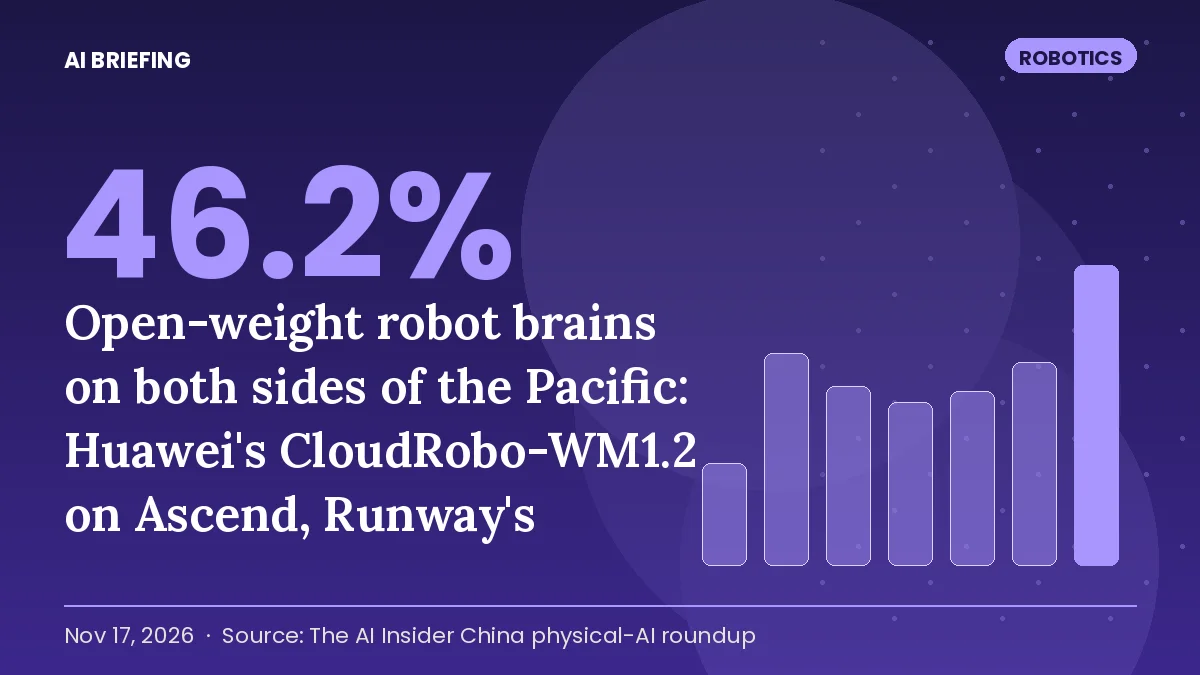 AI BRIEFING
ROBOTICS
46.2%
Open-weight robot brains
on both sides of the Pacific:
Huawei's CloudRobo-WM1.2
on Ascend, Runway's
Nov 17, 2026 · Source: The AI Insider China physical-AI roundup